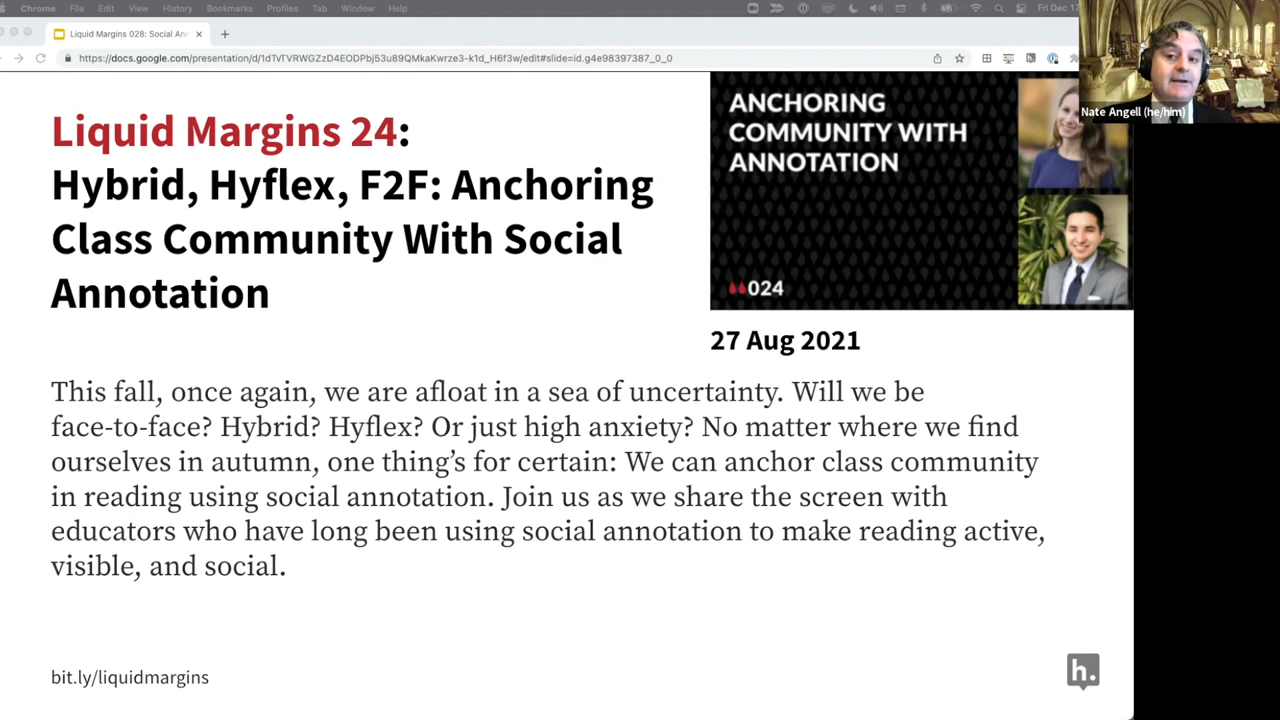 Chrome File Edit View History Bookmarks Profiles Tab Window Help Fri Dec 17
Liquid Margins 028: Social Ann
https://docs.google.com/presentation/d/1dTVTVRWGZzD4EODPbj53u89QMkaKwrze3-k1d_H6f3w/edit#slide=id.g4e98397387_0_0
Nate Angell (he/him)
Liquid Margins 24:
Hybrid, Hyflex, F2F: Anchoring
Class Community With Social
Annotation
ANCHORING
COMMUNITY WITH
ANNOTATION
024
27 Aug 2021
This fall, once again, we are afloat in a sea of uncertainty. Will we be
face-to-face? Hybrid? Hyflex? Or just high anxiety? No matter where we find
ourselves in autumn, one thing’s for certain: We can anchor class community
in reading using social annotation. Join us as we share the screen with
educators who have long been using social annotation to make reading active,
visible, and social.
bit.ly/liquidmargins
h.